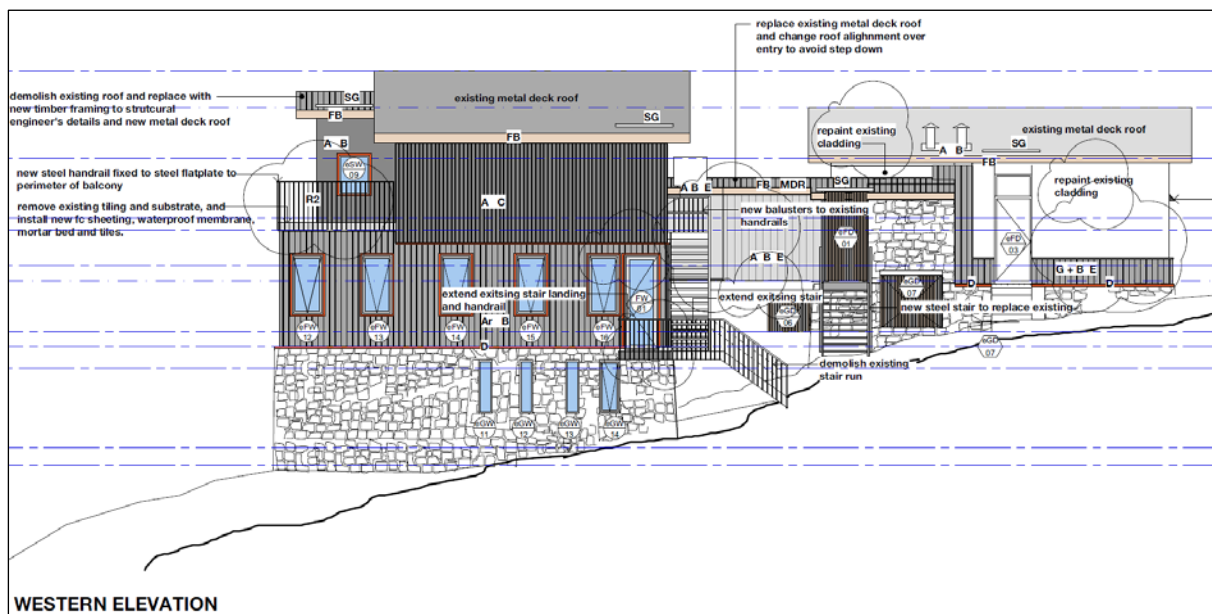 replace existing metal deck roof
and change roof alighnment over
entry to avoid step down
demolish existing roof and replace with
new timber framing to strutcural
engineer's details and new metal deck roof
SG
FB
existing metal deck roof
SG
FB
repaint existing
cladding
existing metal deck roof
A B
SG
FB
repaint existing
cladding
A B
eSW
09
new steel handrail fixed to steel flatplate to
perimeter of balcony
R2
remove existing tiling and substrate, and
install new fc sheeting, waterproof membrane,
mortar bed and tiles.
A C
A B E
FB MDR
SG
new balusters to existing
handrails
eFD
01
eFD
03
A B E
G + B E
D
D
extend exitsing stair landing
and handrail
FW
extend exitsing stair
eGD
07
new steel stair to replace existing
eGD
06
Ar B
D
eFW
12
eFW
13
eFW
14
eFW
15
eFW
16
eGD
07
demolish existing
stair run
eGW
11
eGW
12
eGW
13
eGW
14
WESTERN ELEVATION